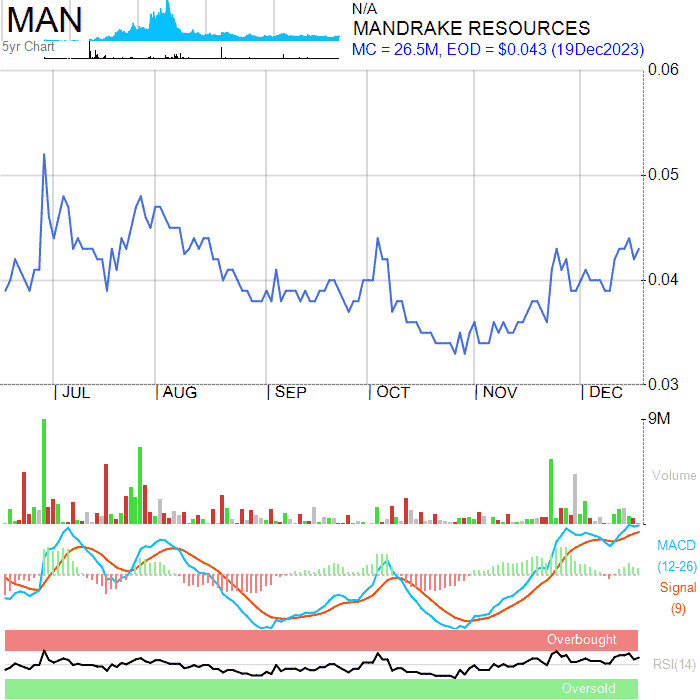 MAN
5yr Chart
N/A
MANDRAKE RESOURCES
MC = 26.5M, EOD = $0.043 (19Dec2023)
0.06
0.05
0.04
0.03
JUL AUG SEP OCT NOV DEC
9M
Volume
MACD
(12-26)
Signal
(9)
Overbought
RSI(14)
Oversold